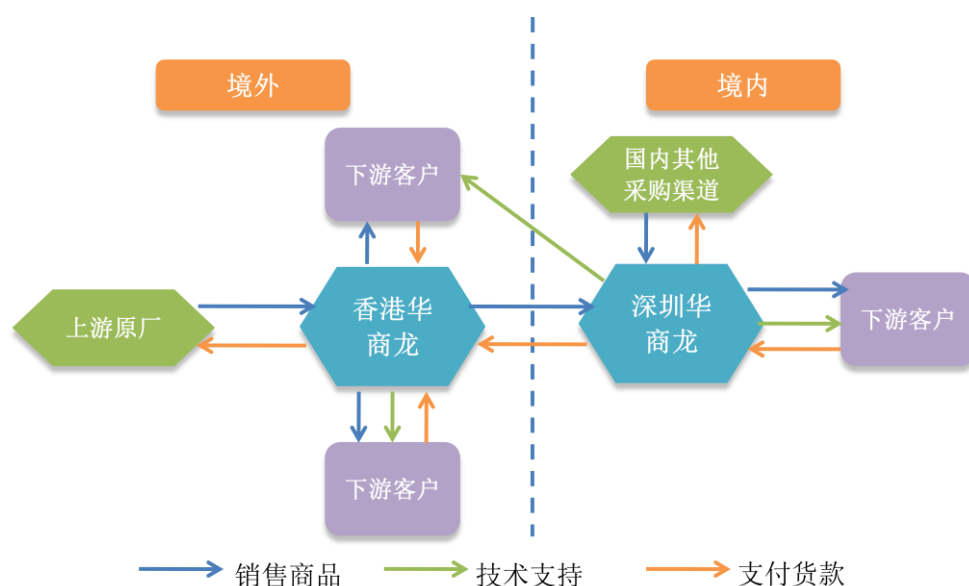 境外
境内
下游客户
国内其他
采购渠道
上游原厂
香港华
商龙
深圳华
商龙
下游客户
下游客户
销售商品
技术支持
支付货款